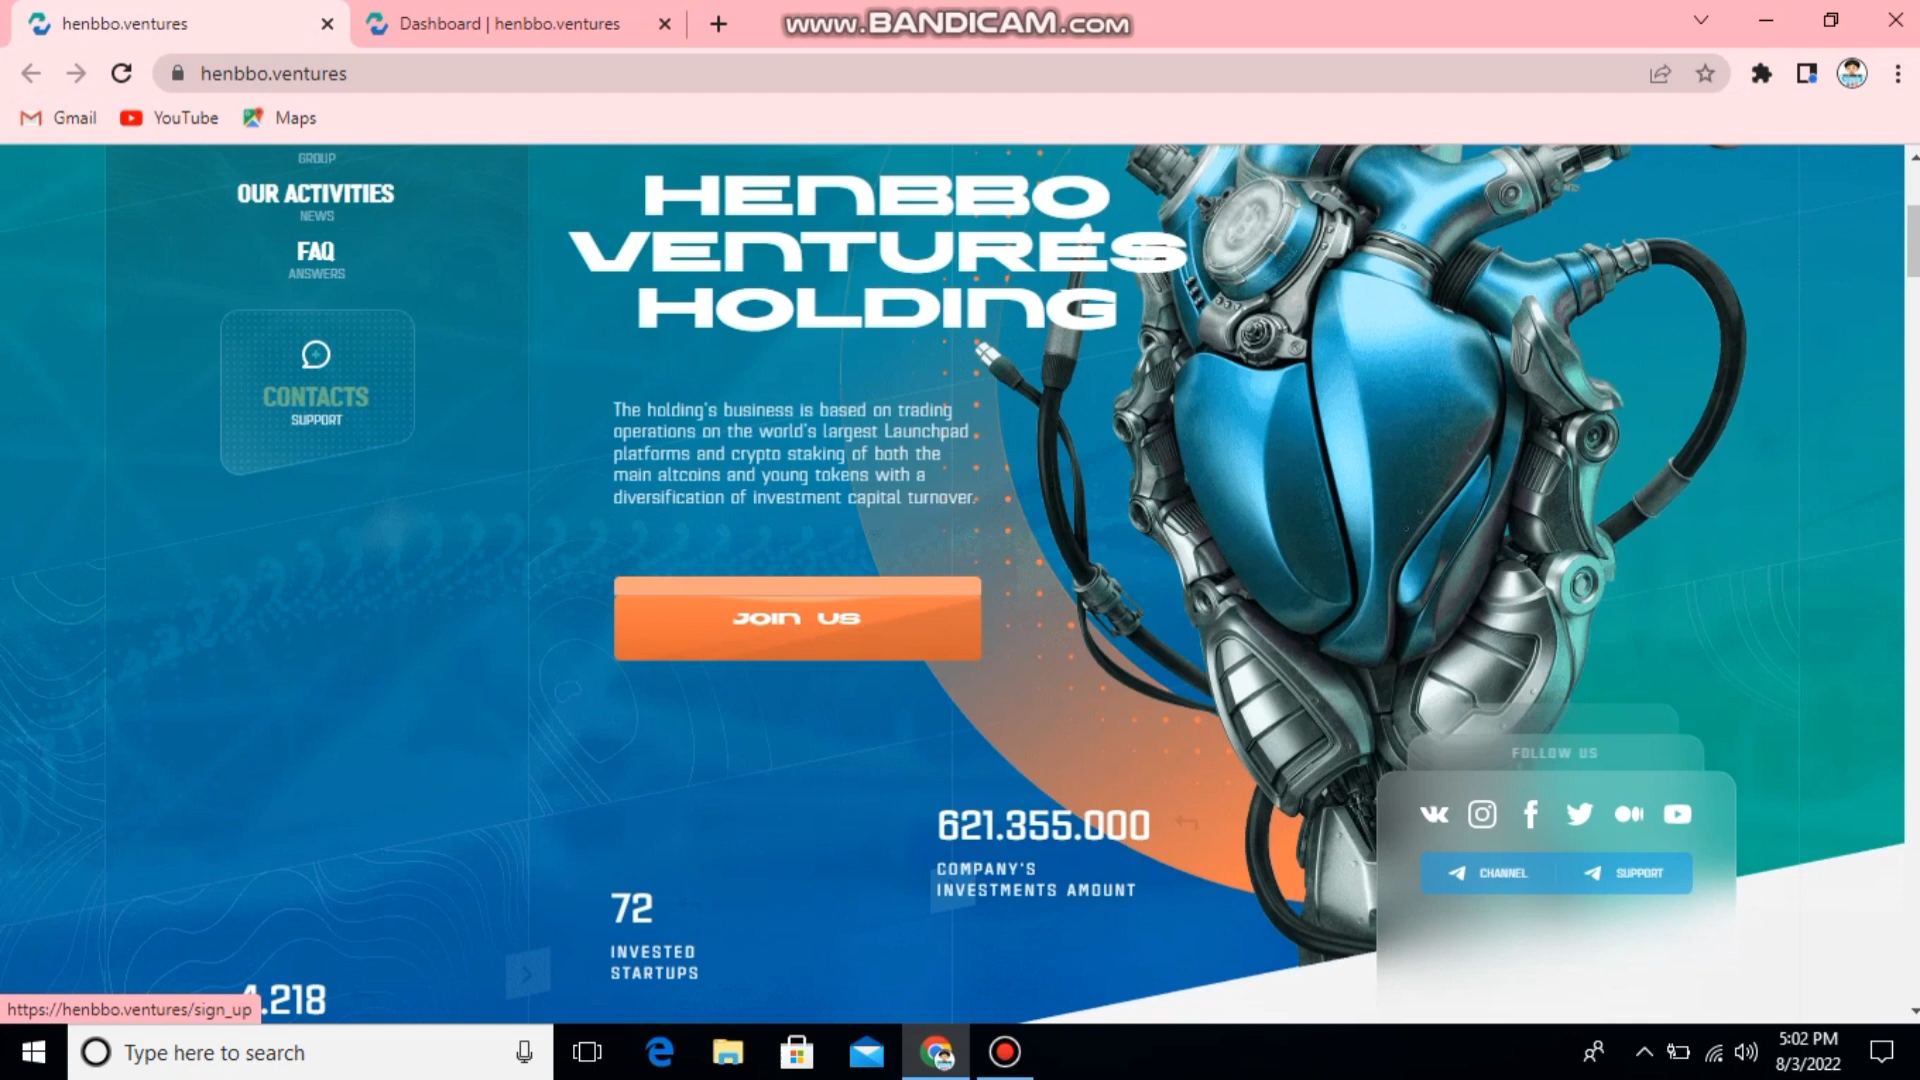 henbbo.ventures
Dashboard | henbbo.ventures
www.BANDICAM.com
henbbo.ventures
Gmail
YouTube
Maps
GROUP
OUR ACTIVITIES
NEWS
FAQ
ANSWERS
CONTACTS
SUPPORT
HENBBO
VENTURES
HOLDING
The holding's business is based on trading
operations on the world's largest Launchpad
platforms and crypto staking of both the
main altcoins and young tokens with a
diversification of investment capital turnover.
JOIN US
FOLLOW US
CHANNEL
SUPPORT
621.355.000
COMPANY'S
INVESTMENTS AMOUNT
72
INVESTED
STARTUPS
4.218
https://henbbo.ventures/sign_up
Type here to search
5:02 PM
8/3/2022